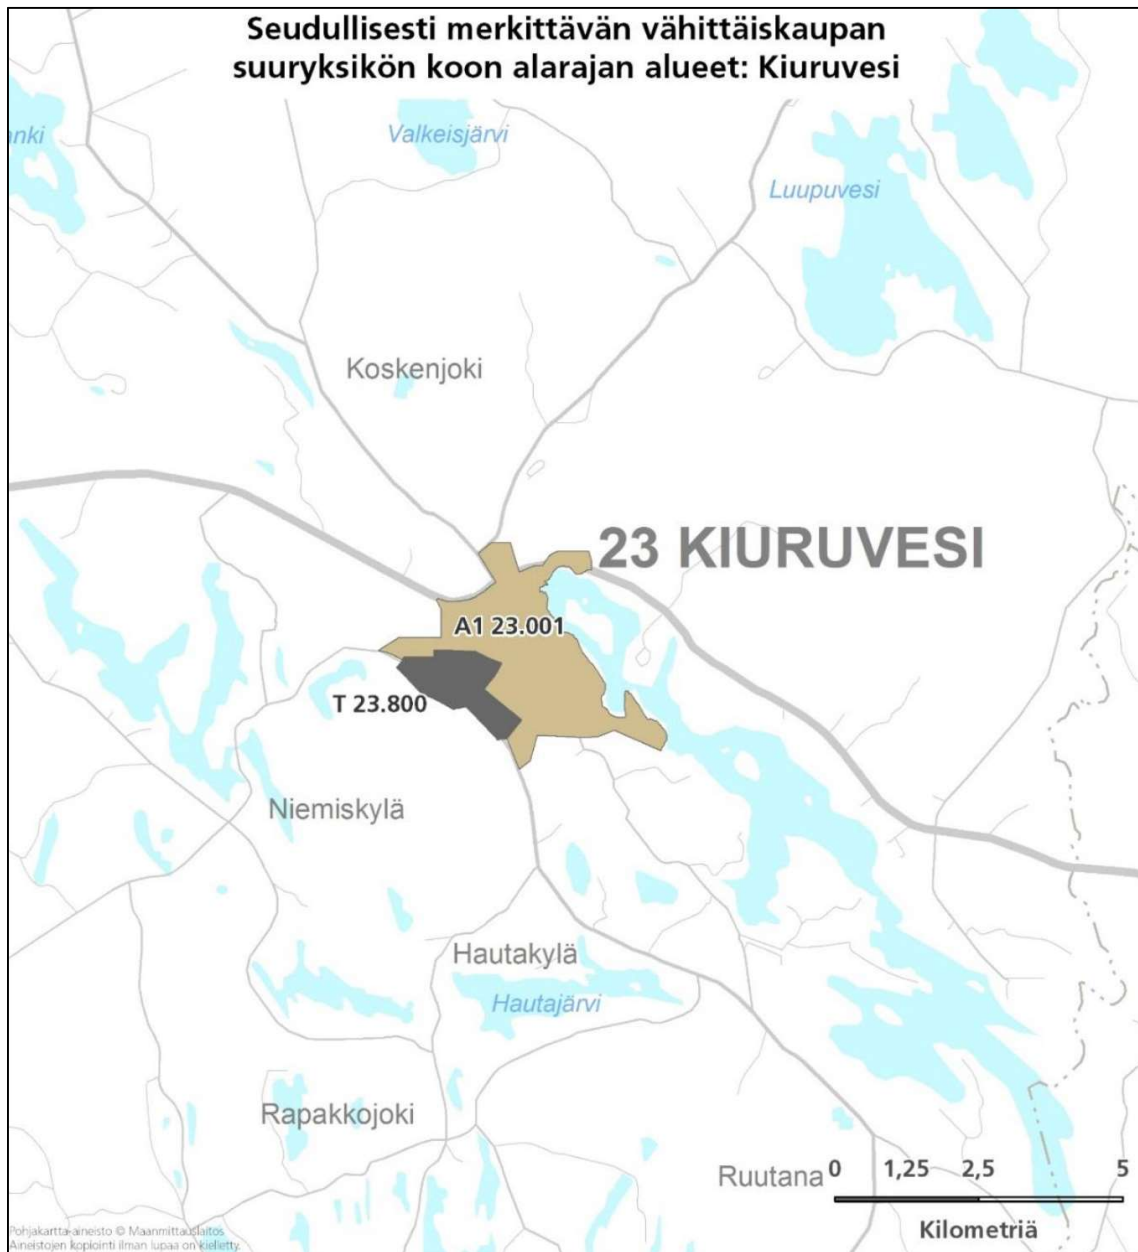 Seudullisesti merkittävän vähittäiskaupan
suuryksikön koon alarajan alueet: Kiuruvesi
Valkeisjärvi
Luupuvesi
Koskenjoki
23 KIURUVESI
A1 23.001
T 23.800
Niemiskylä
Hautakylä
Hautajärvi
Rapakkojoki
Ruutana
0 1,25 2,5 5
Kilometriä
Pohjakartta-aineisto © Maanmittauslaitos
Aineistojen kopiointi ilman lupaa on kielletty.